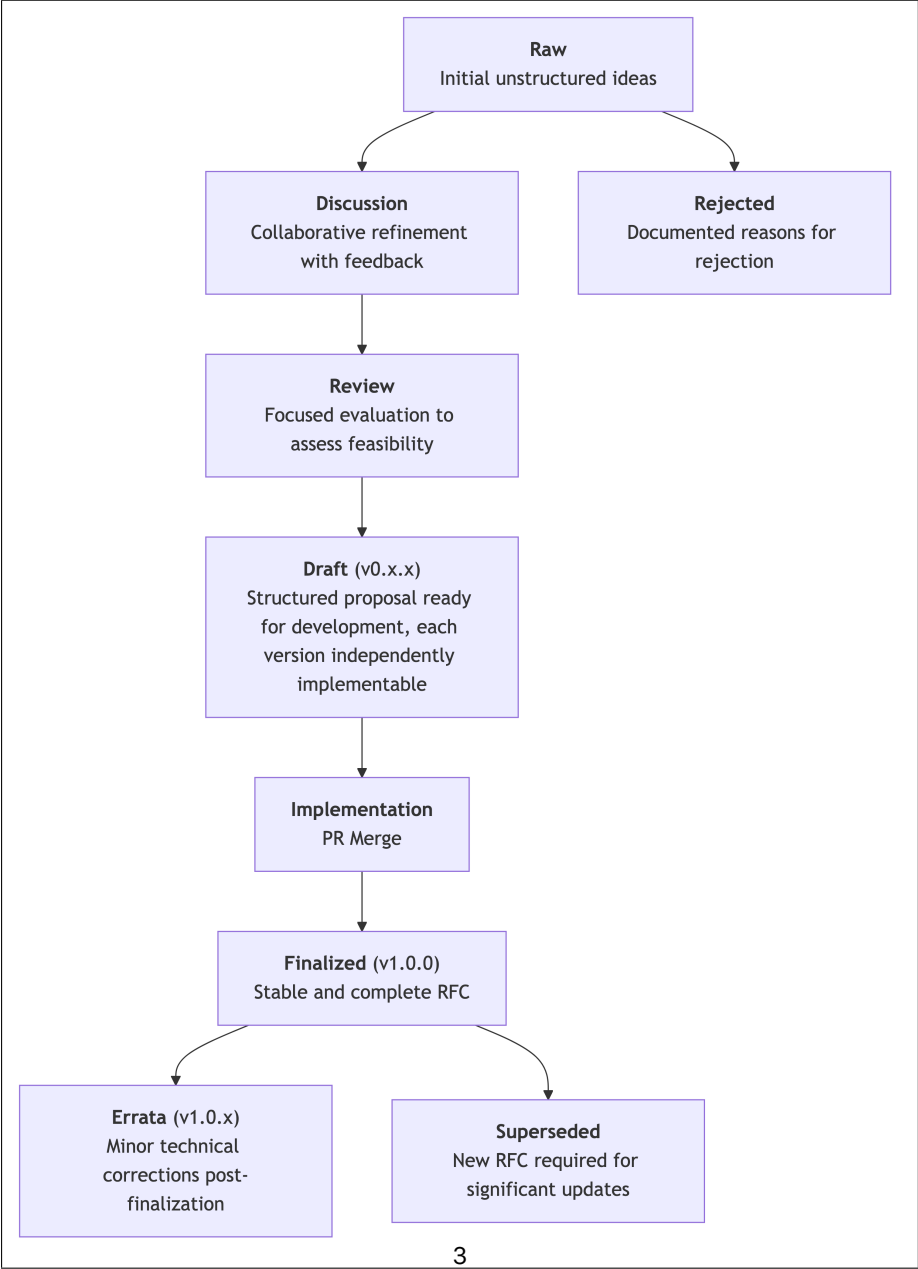 Raw
Initial unstructured ideas
Discussion
Collaborative refinement
with feedback
Rejected
Documented reasons for
rejection
Review
Focused evaluation to
assess feasibility
Draft (v0.x.x)
Structured proposal ready
for development, each
version independently
implementable
Implementation
PR Merge
Finalized (v1.0.0)
Stable and complete RFC
Errata (v1.0.x)
Minor technical
corrections post-
finalization
Superseded
New RFC required for
significant updates
3